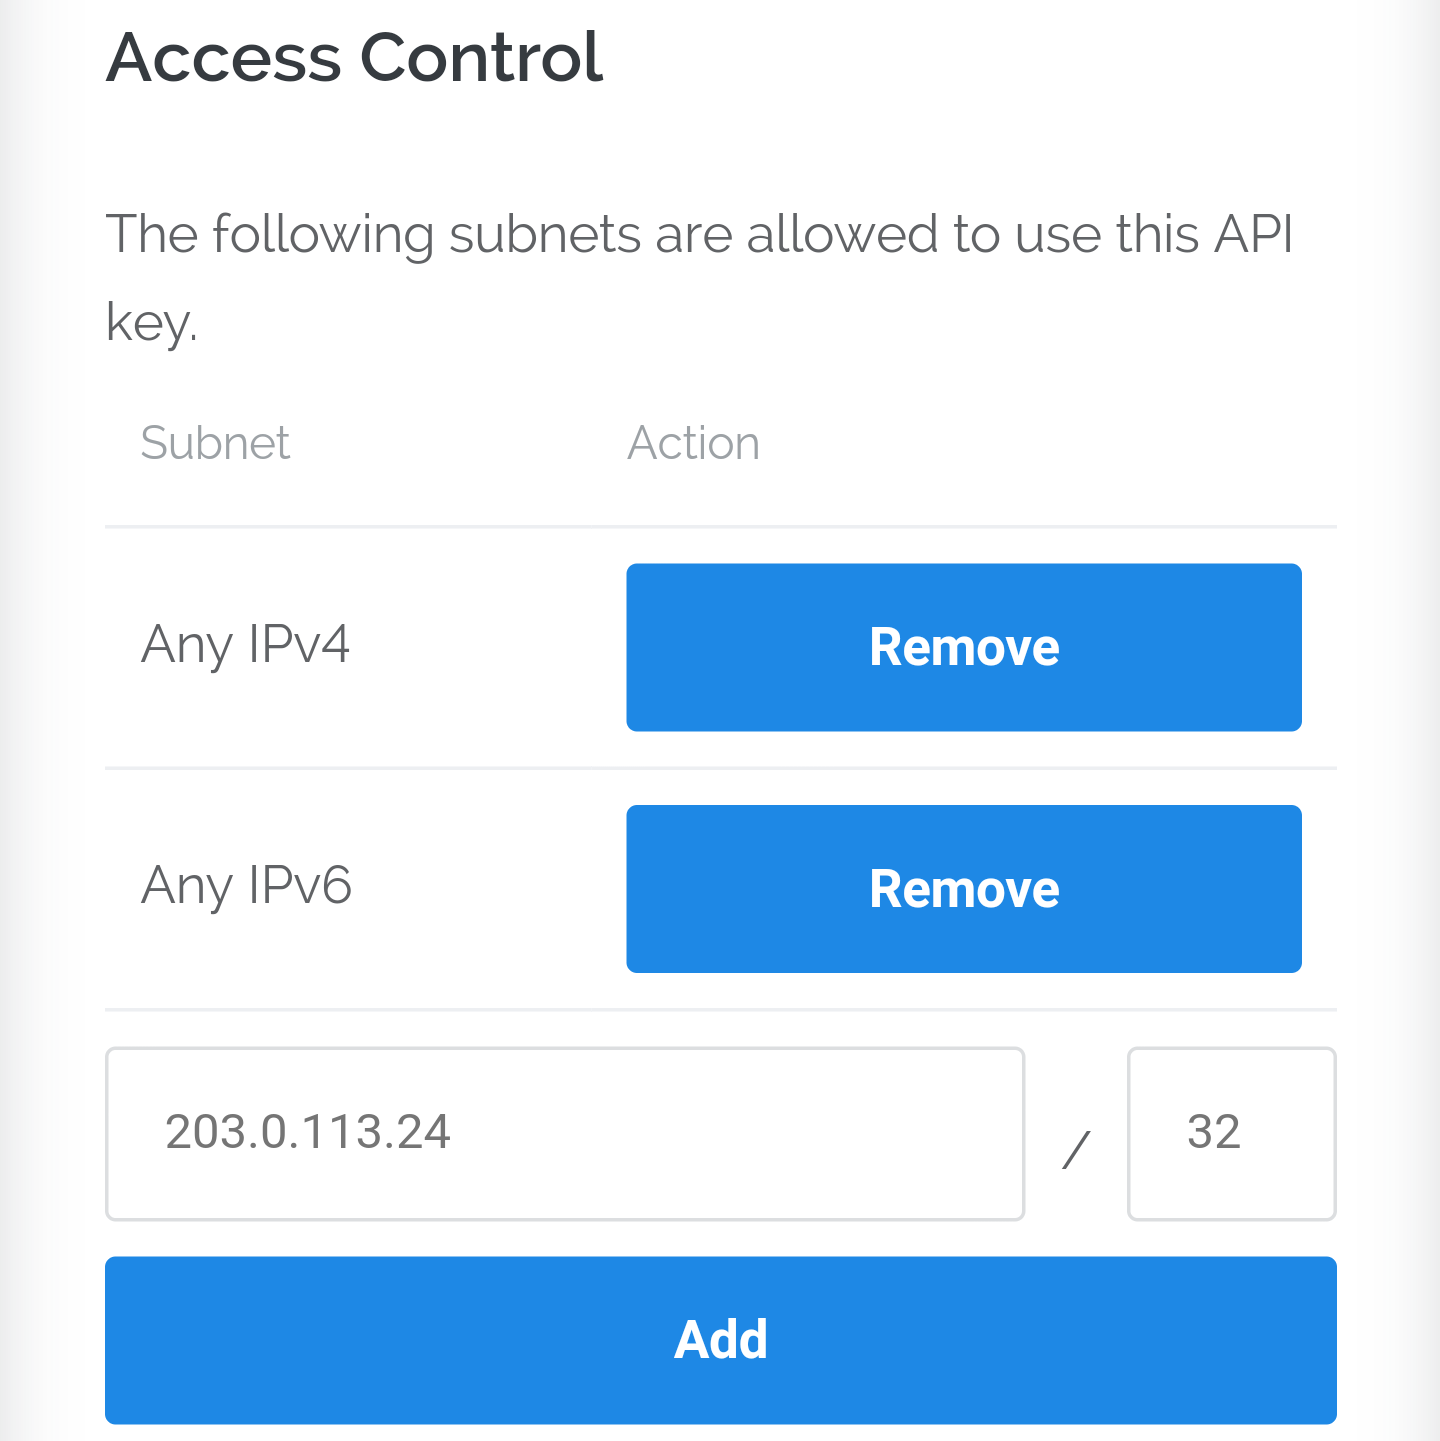 Access Control
The following subnets are allowed to use this API
key.
Subnet Action
Any IPv4 Remove
Any IPv6 Remove
203.0.113.24 / 32
Add